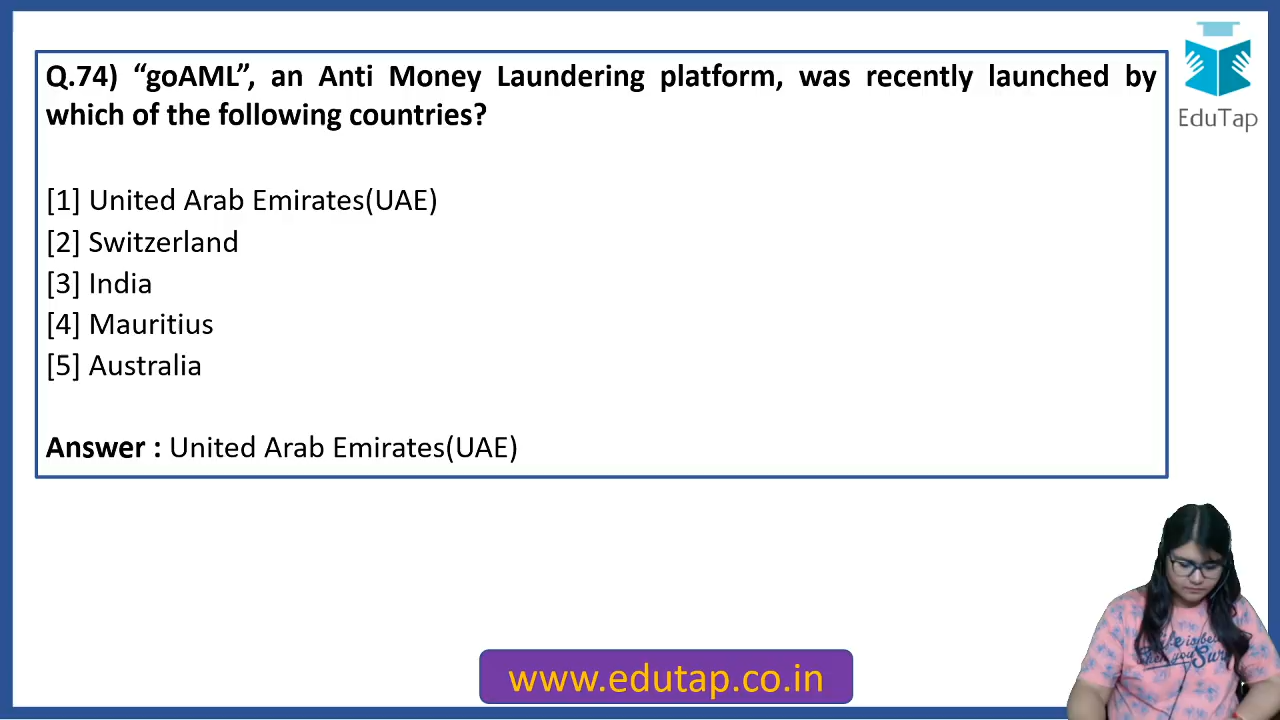 Q.74) “goAML”, an Anti Money Laundering platform, was recently launched by
which of the following countries?
[1] United Arab Emirates(UAE)
[2] Switzerland
[3] India
[4] Mauritius
[5] Australia
Answer : United Arab Emirates(UAE)
EduTap
www.edutap.co.in